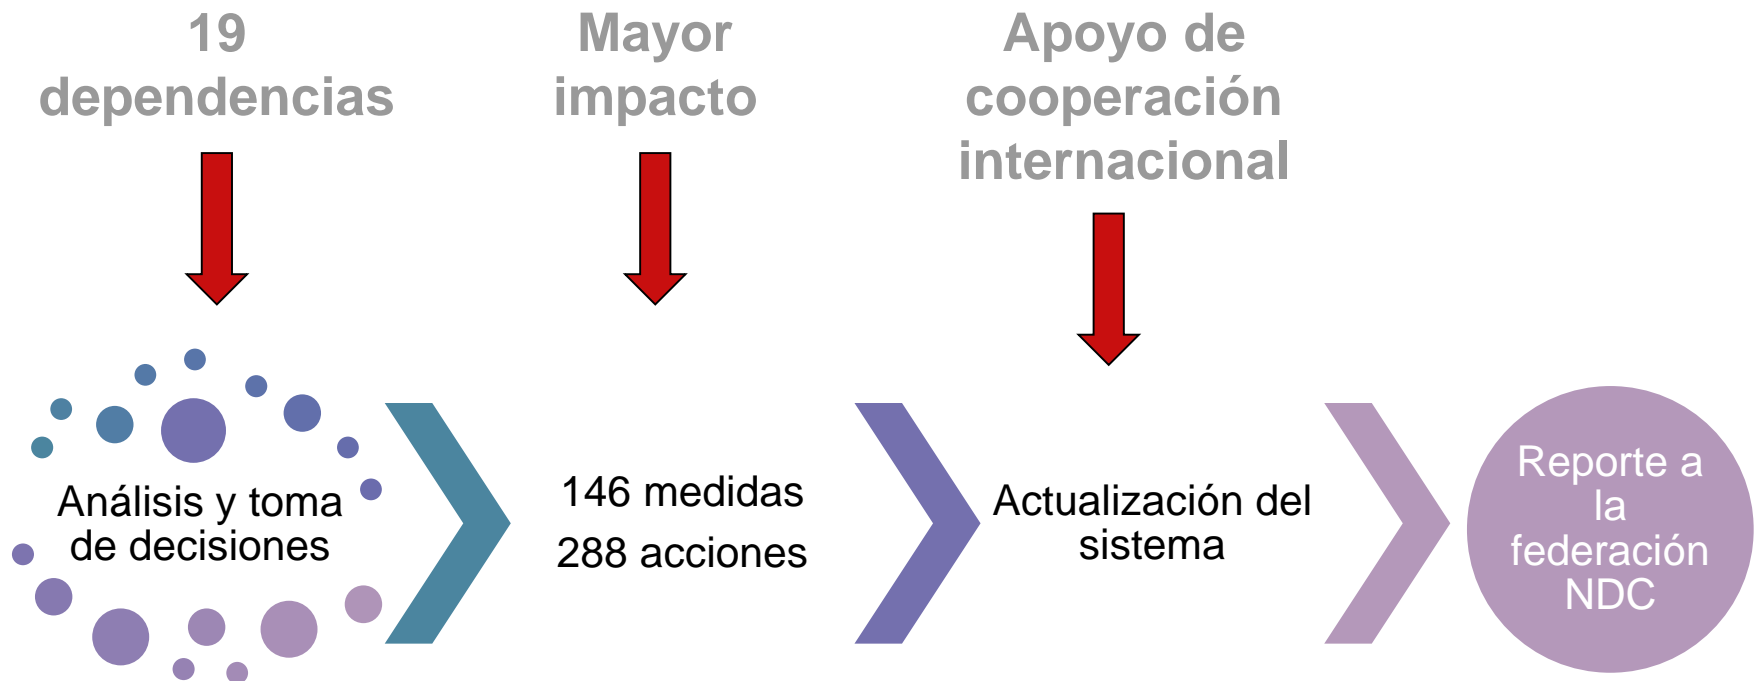 19
dependencias
Mayor
impacto
Apoyo de
cooperación
internacional
Análisis y toma
de decisiones
146 medidas
288 acciones
Actualización del
sistema
Reporte a
la
federación
NDC